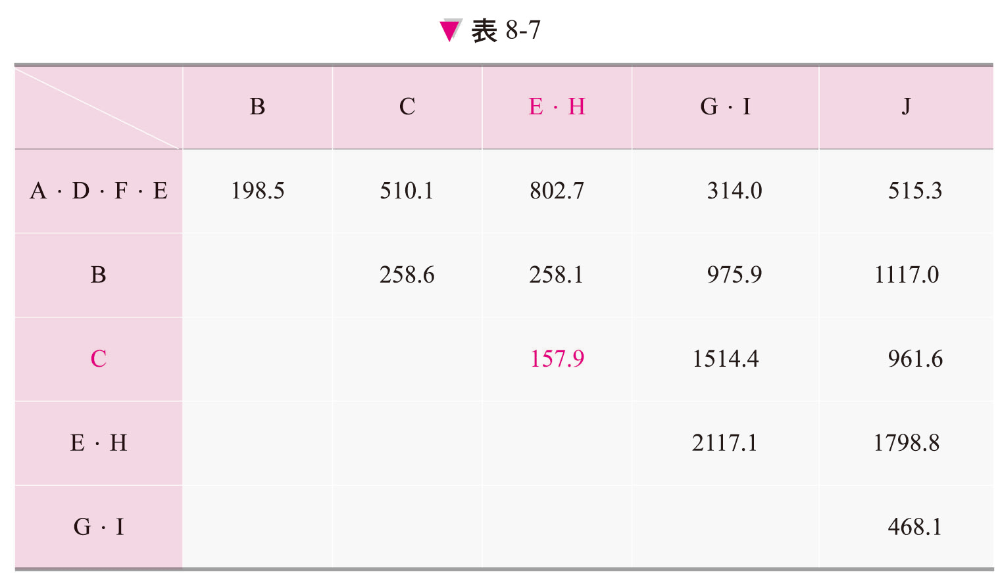 表 8-7
B C E · H G · I J
A · D · F · E 198.5 510.1 802.7 314.0 515.3
B 258.6 258.1 975.9 1117.0
C 157.9 1514.4 961.6
E · H 2117.1 1798.8
G · I 468.1